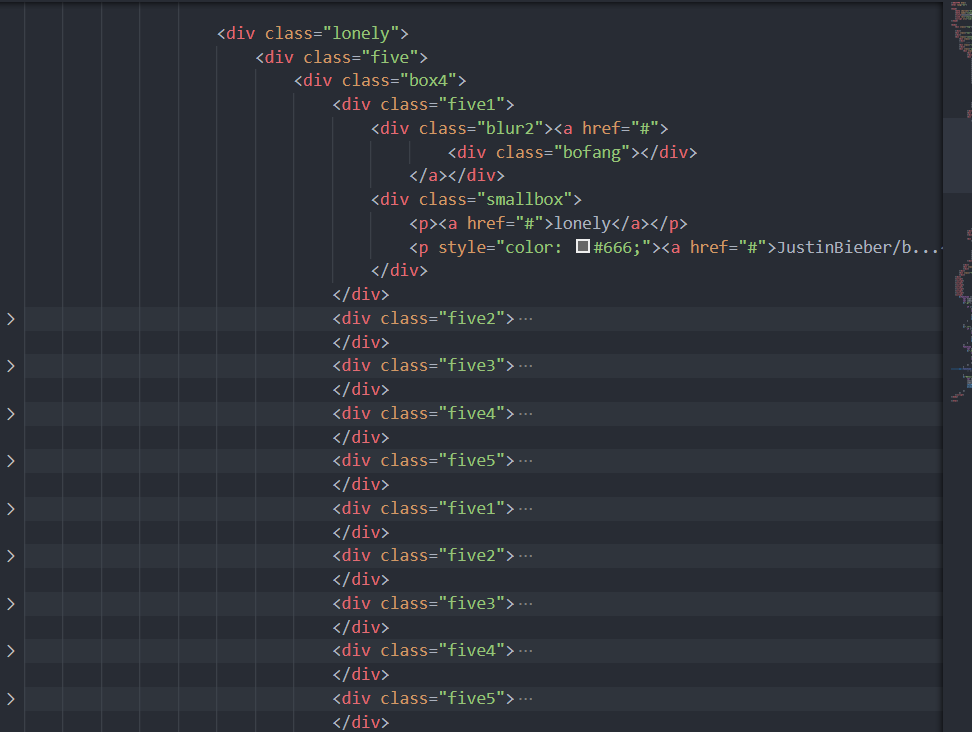 <div class="lonely">
<div class="five">
<div class="box4">
<div class="five1">
<div class="blur2"><a href="#">
<div class="bofang"></div>
</a></div>
<div class="smallbox">
<p><a href="#">lonely</a></p>
<p style="color: #666;"><a href="#">JustinBieber/b...<
</div>
</div>
<div class="five2">···
</div>
<div class="five3">···
</div>
<div class="five4">···
</div>
<div class="five5">···
</div>
<div class="five1">···
</div>
<div class="five2">···
</div>
<div class="five3">···
</div>
<div class="five4">···
</div>
<div class="five5">···
</div>